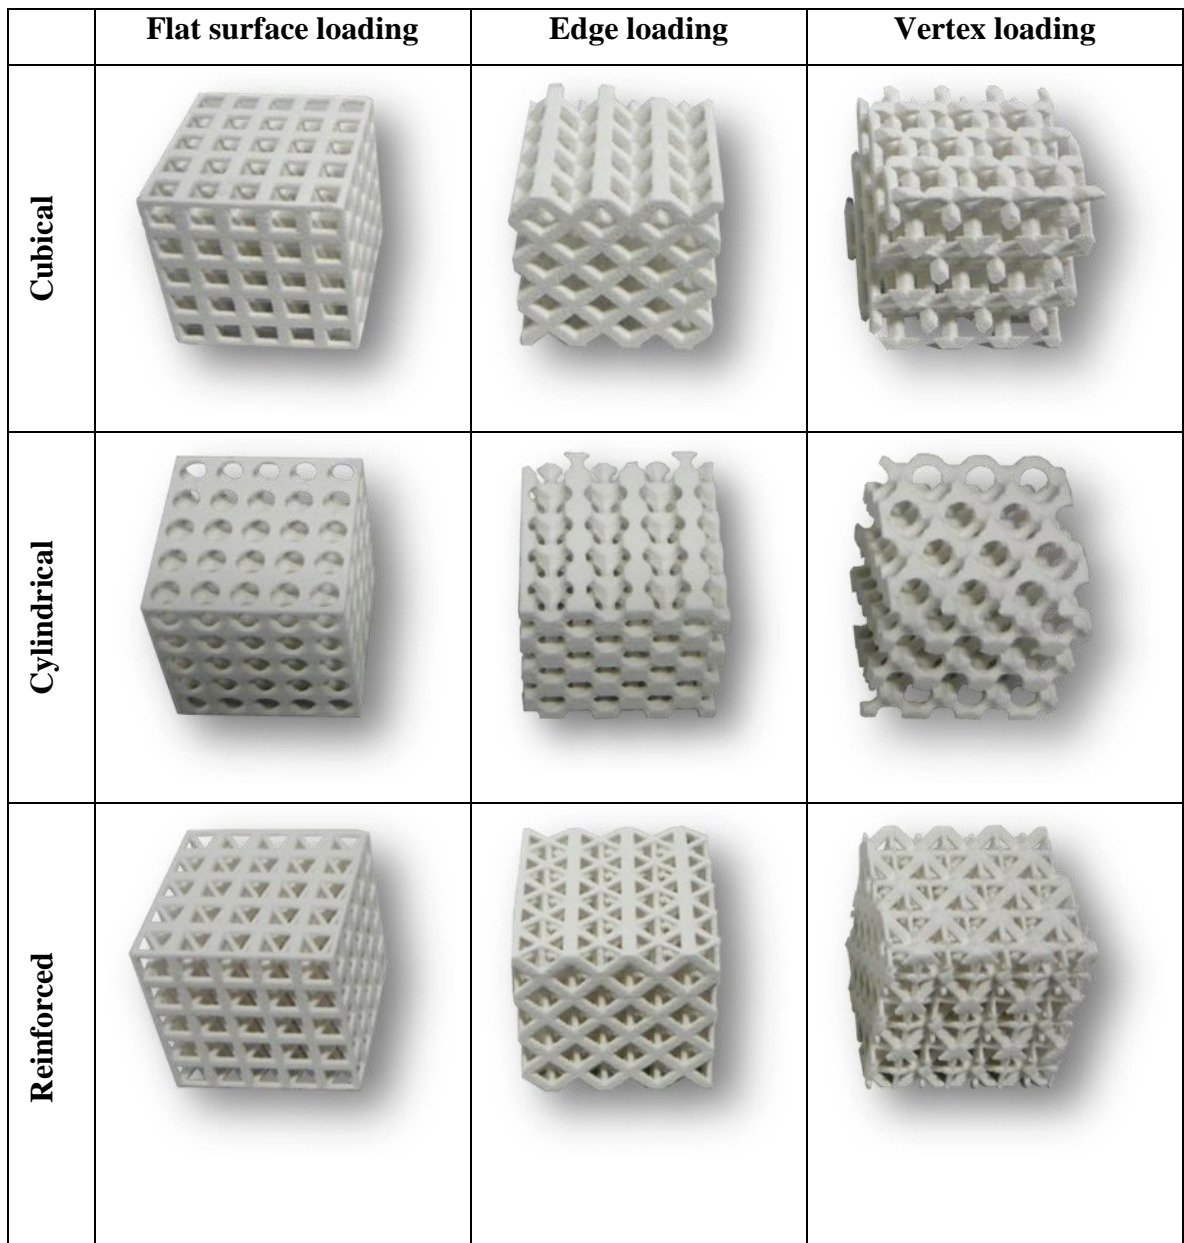 Flat surface loading
Edge loading
Vertex loading
Cubical
Cylindrical
Reinforced